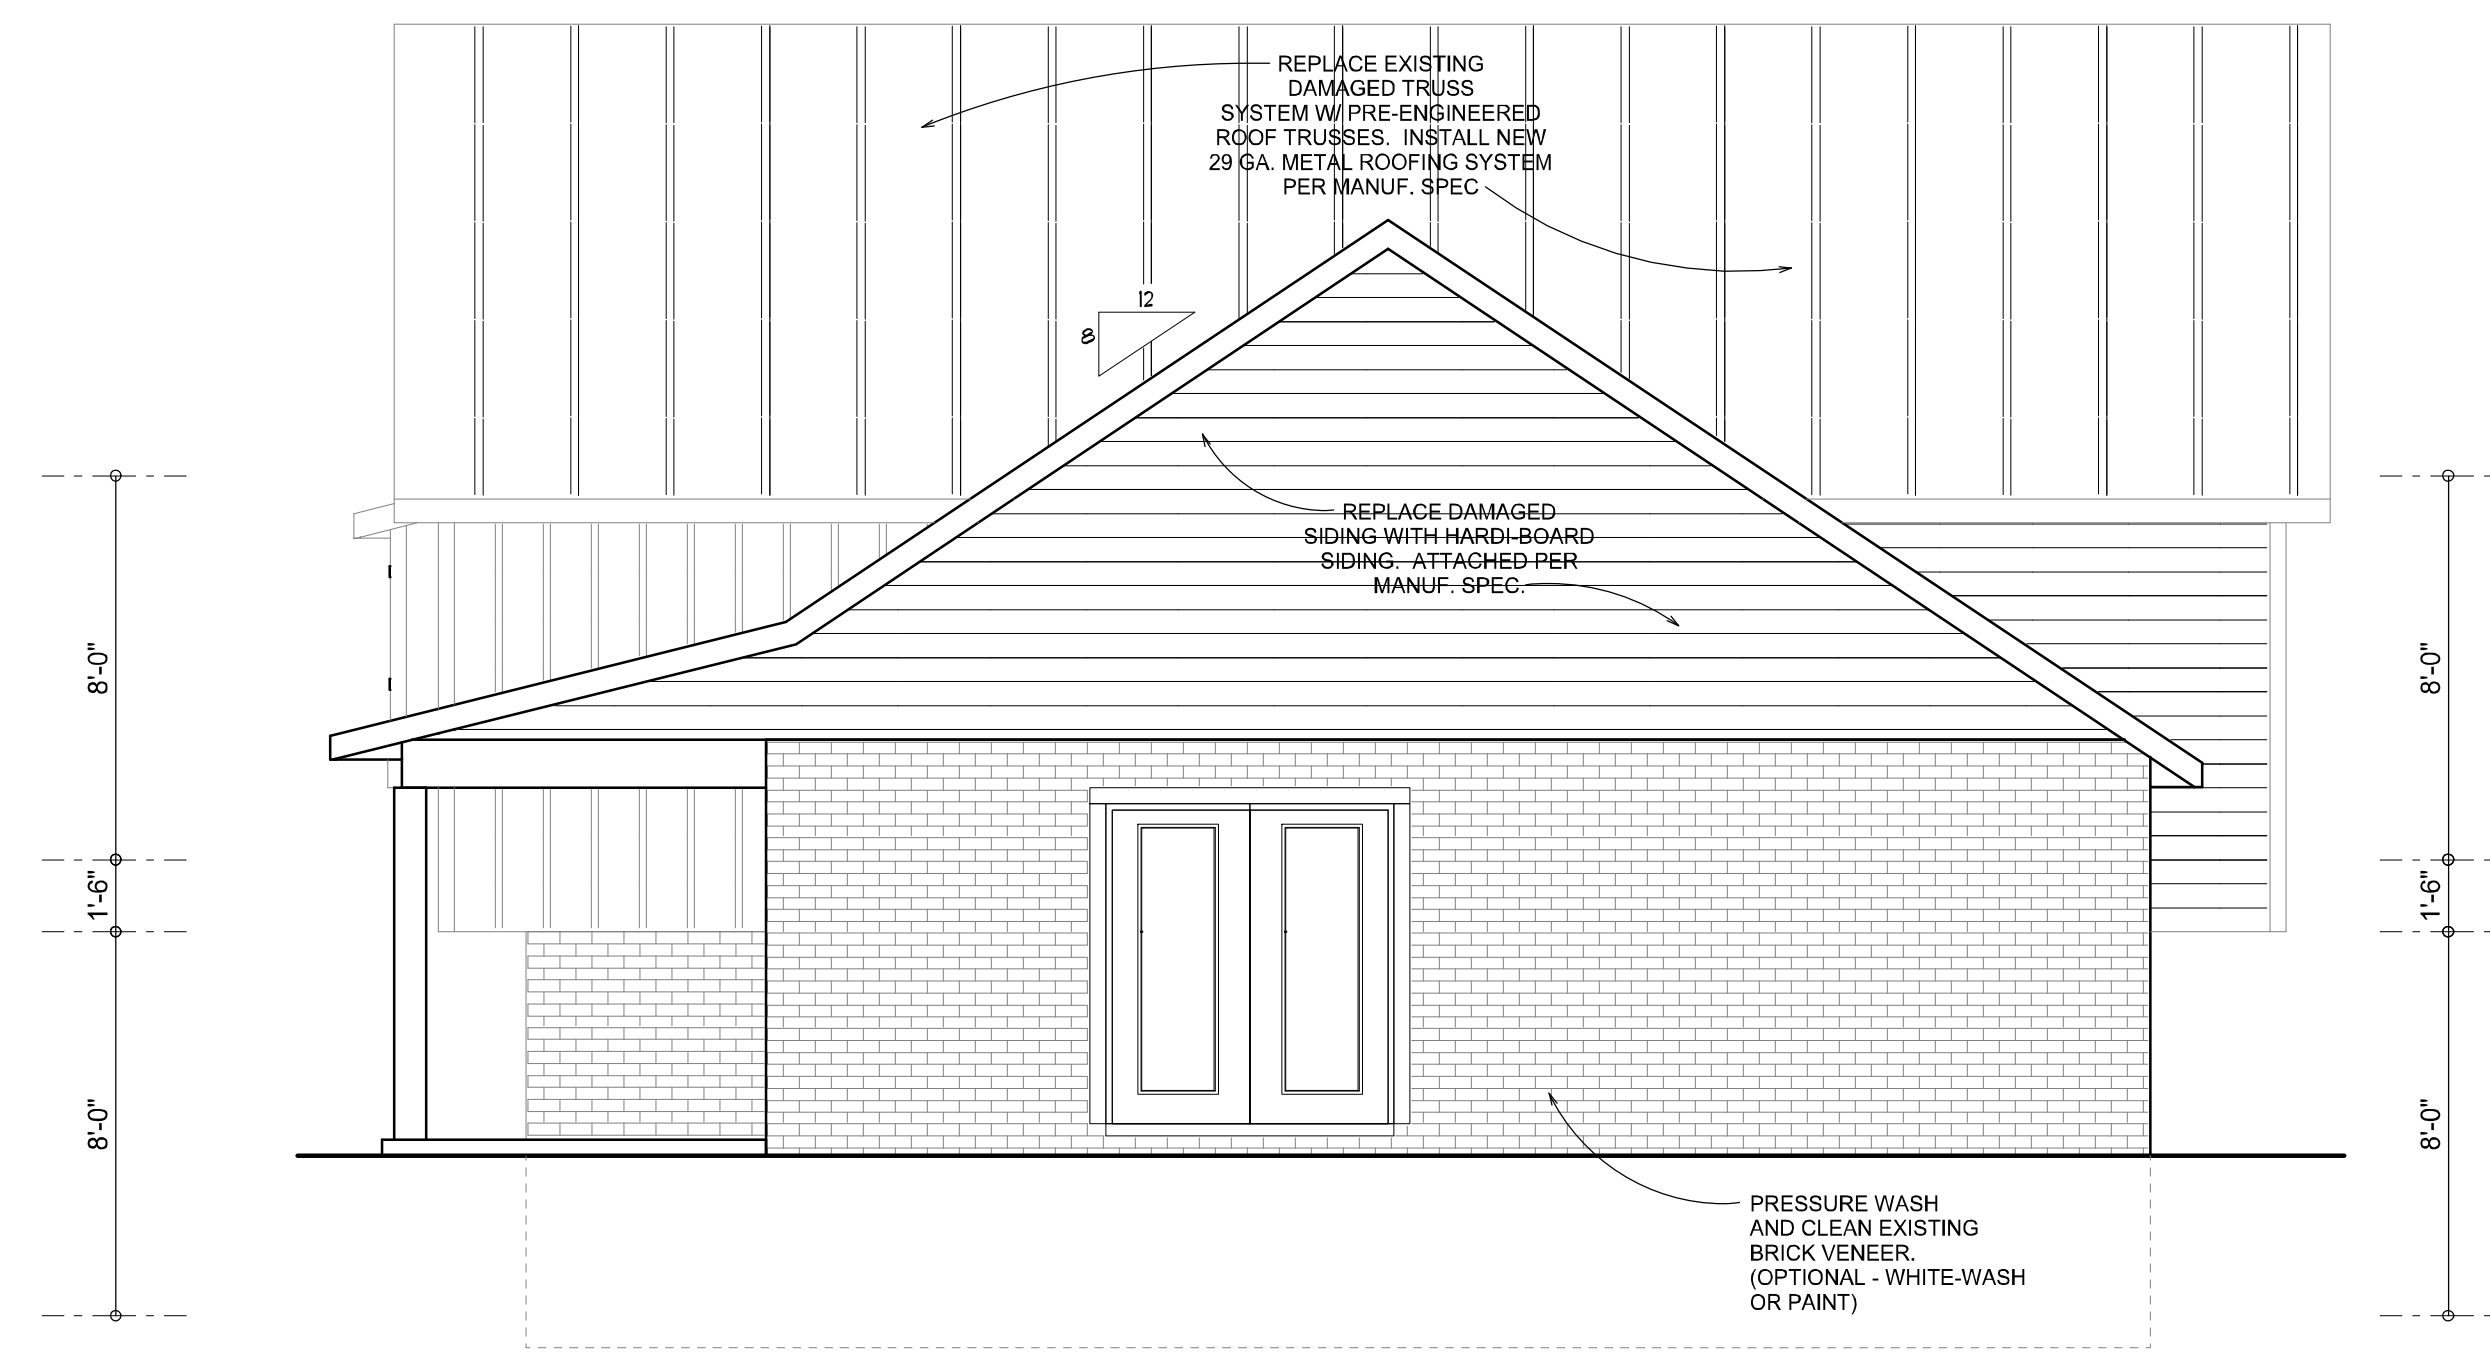 REPLACE EXISTING
DAMAGED TRUSS
SYSTEM W/ PRE-ENGINEERED
ROOF TRUSSES.  INSTALL NEW
29 GA. METAL ROOFING SYSTEM
PER MANUF. SPEC
12
8
REPLACE DAMAGED
SIDING WITH HARDI-BOARD
SIDING.  ATTACHED PER
MANUF. SPEC.
8'-0"
1'-6"
8'-0"
8'-0"
1'-6"
8'-0"
PRESSURE WASH
AND CLEAN EXISTING
BRICK VENEER.
(OPTIONAL - WHITE-WASH
OR PAINT)